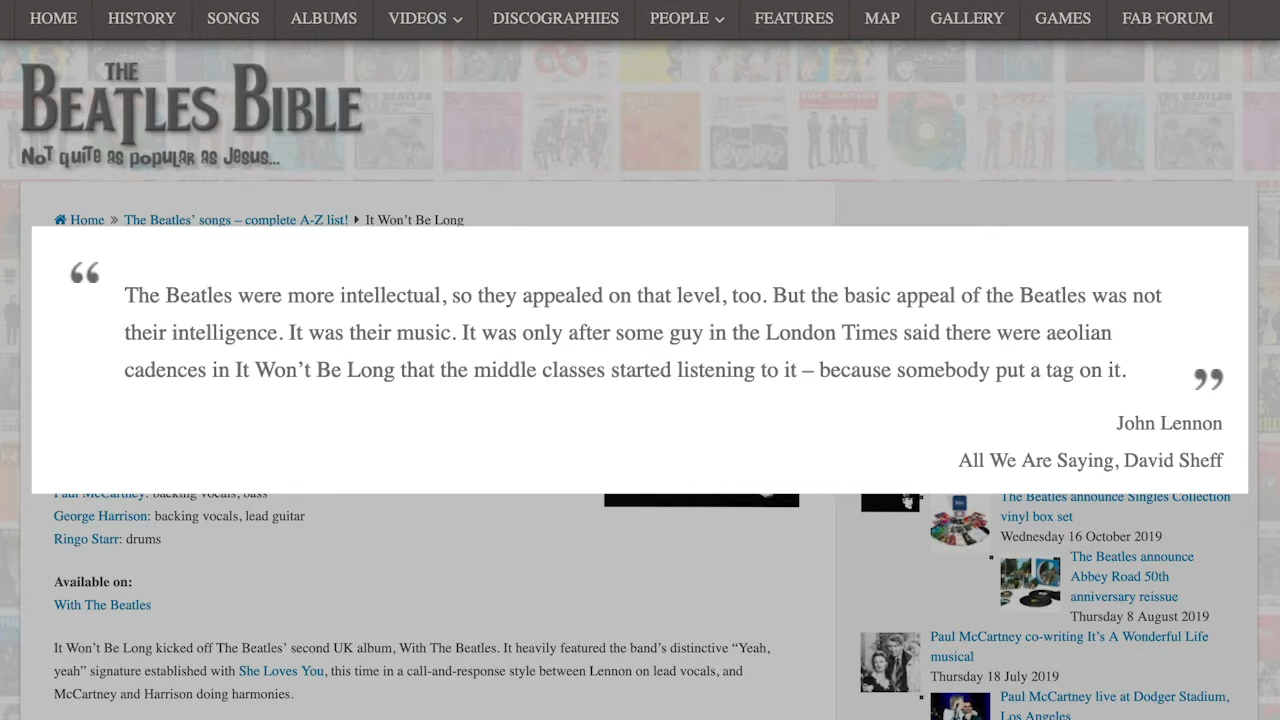 HOME HISTORY SONGS ALBUMS VIDEOS DISCOGRAPHIES PEOPLE FEATURES MAP GALLERY GAMES FAB FORUM
THE
BEATLES BIBLE
Not quite as popular as Jesus...
Home » The Beatles’ songs – complete A-Z list! It Won’t Be Long
“
The Beatles were more intellectual, so they appealed on that level, too. But the basic appeal of the Beatles was not
their intelligence. It was their music. It was only after some guy in the London Times said there were aeolian
cadences in It Won’t Be Long that the middle classes started listening to it – because somebody put a tag on it.
”
John Lennon
All We Are Saying, David Sheff
Paul McCartney: backing vocals, bass
George Harrison: backing vocals, lead guitar
Ringo Starr: drums
Available on:
With The Beatles
It Won’t Be Long kicked off The Beatles’ second UK album, With The Beatles. It heavily featured the band’s distinctive “Yeah,
yeah” signature established with She Loves You, this time in a call-and-response style between Lennon on lead vocals, and
McCartney and Harrison doing harmonies.
The Beatles announce Singles Collection
vinyl box set
Wednesday 16 October 2019
The Beatles announce
Abbey Road 50th
anniversary reissue
Thursday 8 August 2019
Paul McCartney co-writing It’s A Wonderful Life
musical
Thursday 18 July 2019
Paul McCartney live at Dodger Stadium,
Los Angeles